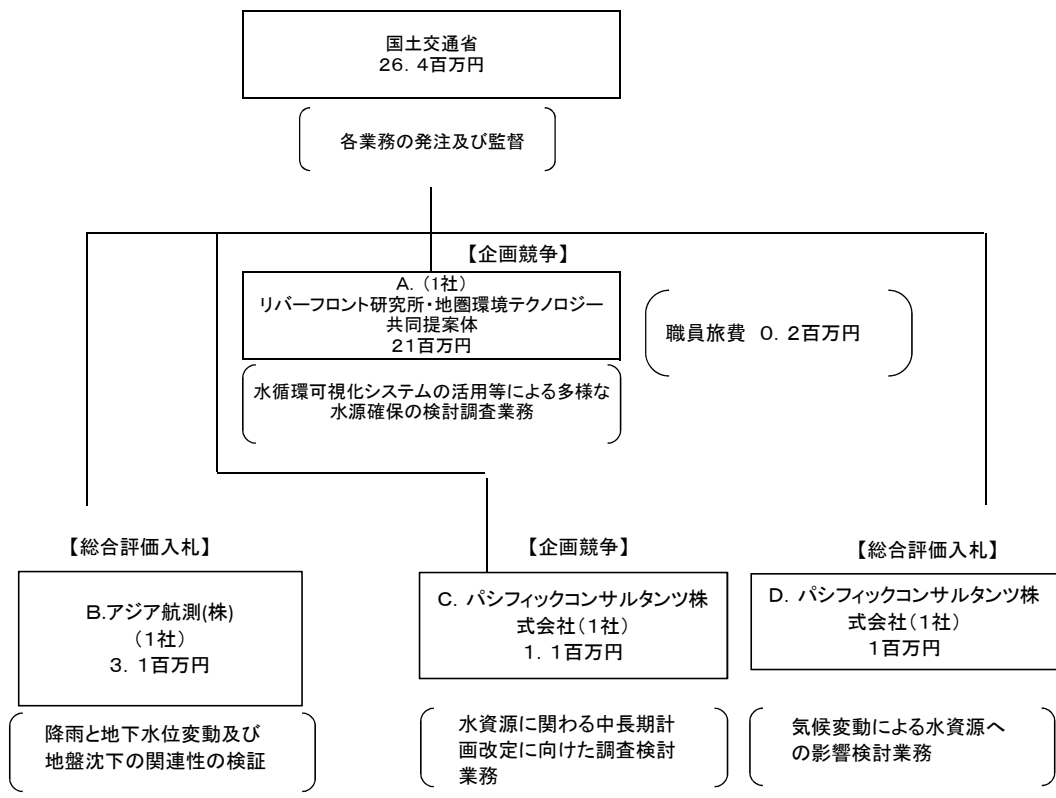 国土交通省
２６．４百万円
各業務の発注及び監督
【企画競争】
Ａ．（1社）
リバーフロント研究所・地圏環境テクノロジー
共同提案体
２１百万円
職員旅費　０．２百万円
水循環可視化システムの活用等による多様な
水源確保の検討調査業務
【総合評価入札】
B.アジア航測(株)
（1社）
３．１百万円
降雨と地下水位変動及び
地盤沈下の関連性の検証
【企画競争】
Ｃ．パシフィックコンサルタンツ株
式会社（１社）
１．１百万円
水資源に関わる中長期計
画改定に向けた調査検討
業務
【総合評価入札】
Ｄ．パシフィックコンサルタンツ株
式会社（１社）
１百万円
気候変動による水資源へ
の影響検討業務